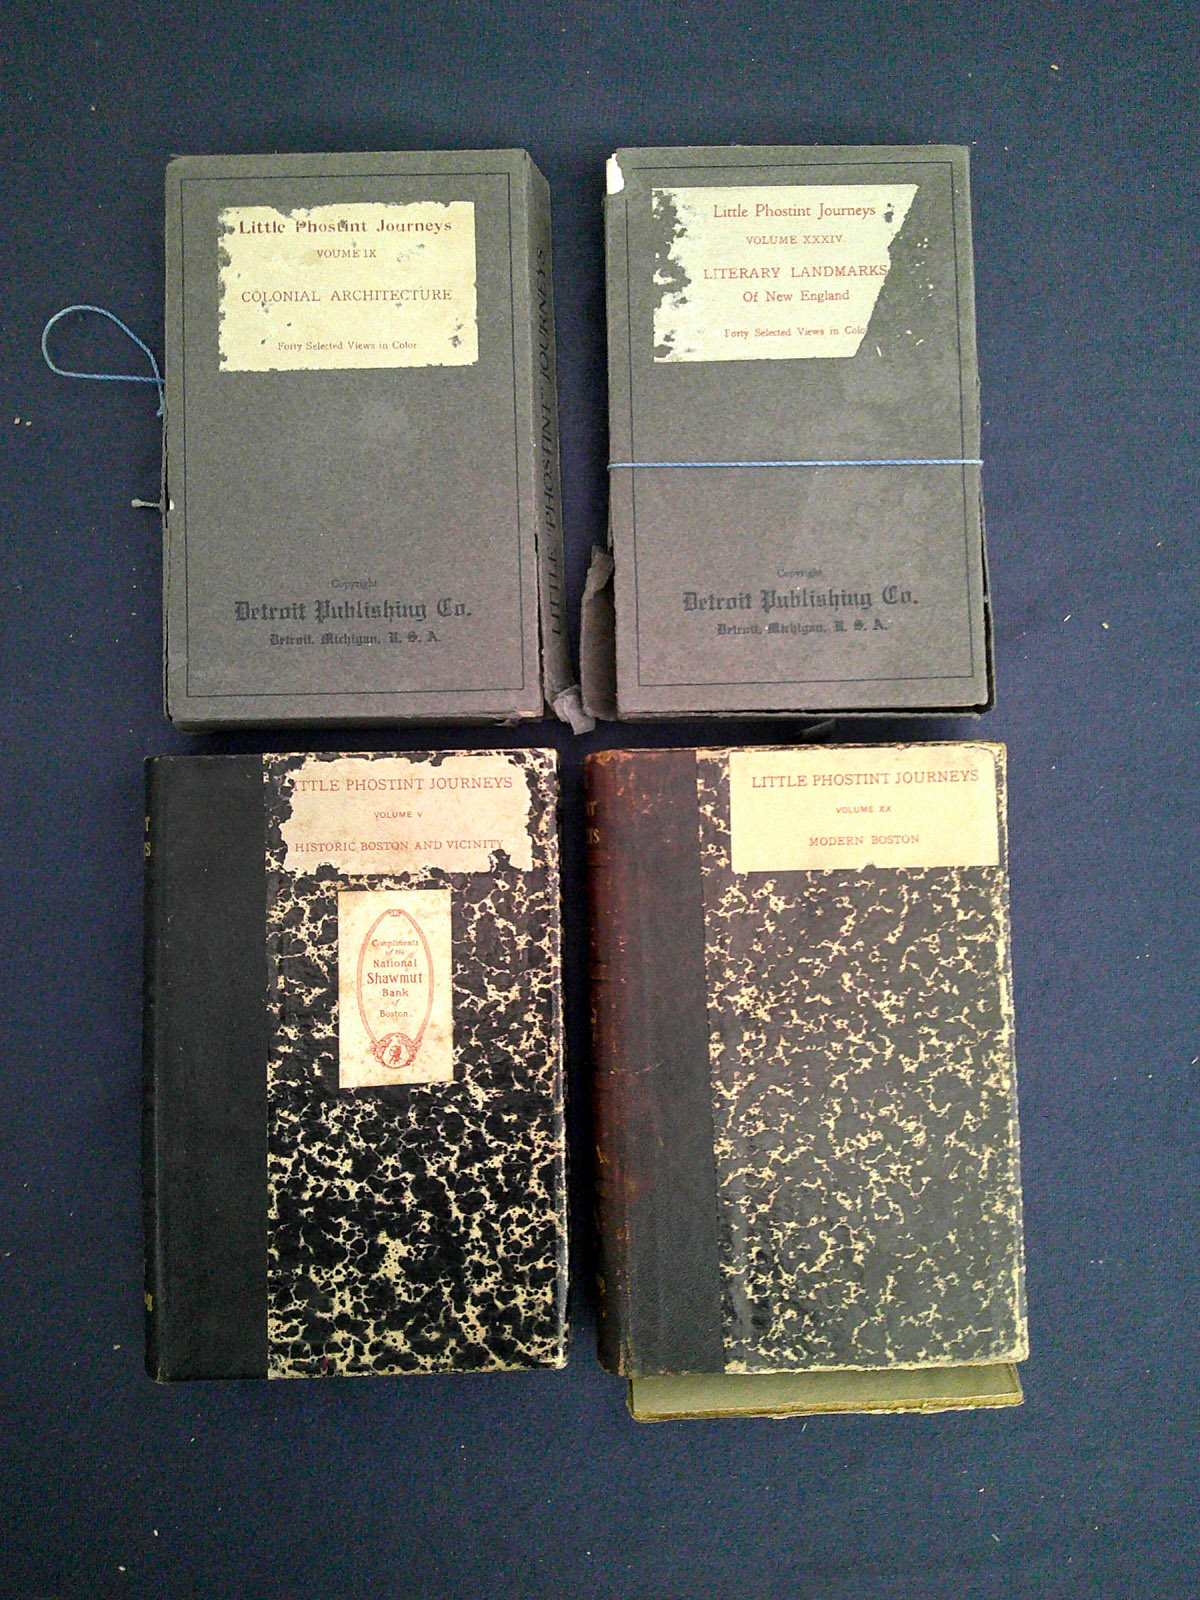 Little Phostint Journeys
VOUME IX
COLONIAL ARCHITECTURE
Forty Selected Views in Color
Copyright
Detroit Publishing Co.
Detroit, Michigan, U. S. A.
LITTLE "PHOSTINT" JOURNEYS
Little Phostint Journeys
VOLUME XXXIV
LITERARY LANDMARKS
Of New England
Forty Selected Views in Colo
Copyright
Detroit Publishing Co.
Detroit, Michigan, U. S. A.
ITTLE PHOSTINT JOURNEYS
VOLUME V
HISTORIC BOSTON AND VICINITY
Compliments
of the
National
Shawmut
Bank
of
Boston.
LITTLE PHOSTINT JOURNEYS
VOLUME XX
MODERN BOSTON